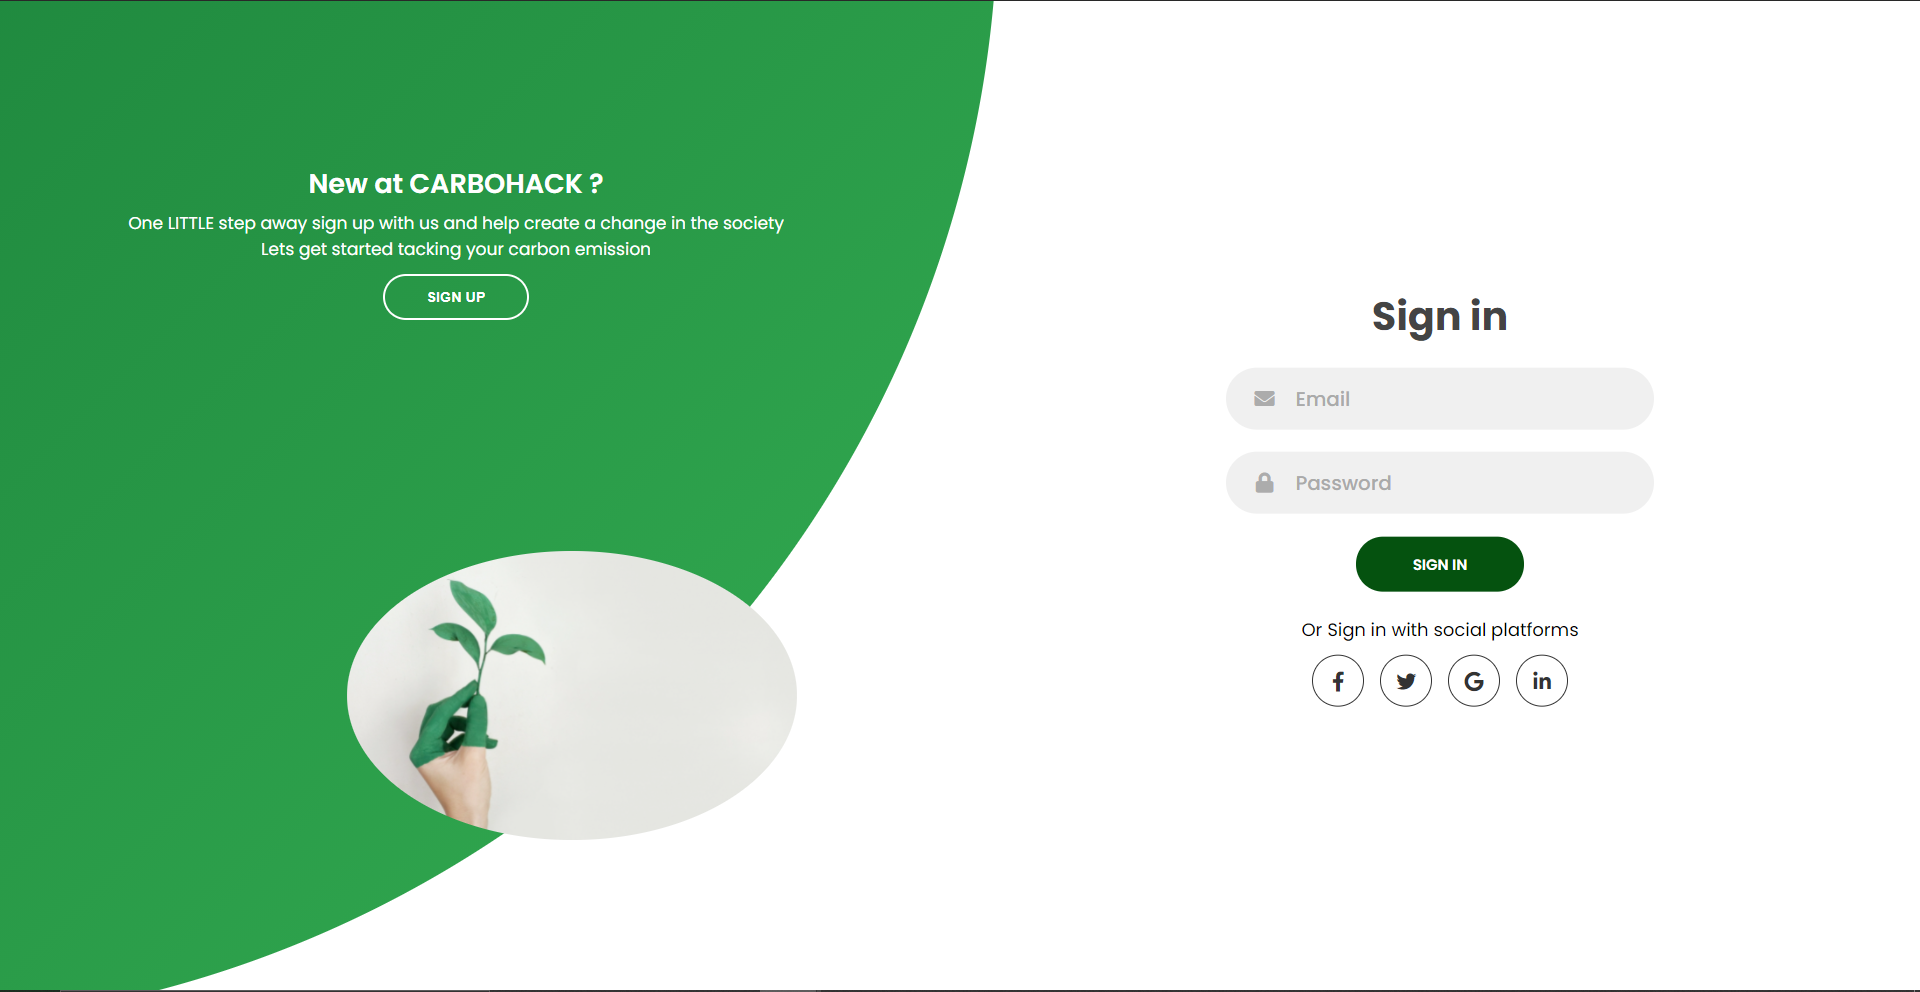 New at CARBOHACK ?
One LITTLE step away sign up with us and help create a change in the society
Lets get started tacking your carbon emission
SIGN UP
Sign in
Email
Password
SIGN IN
Or Sign in with social platforms